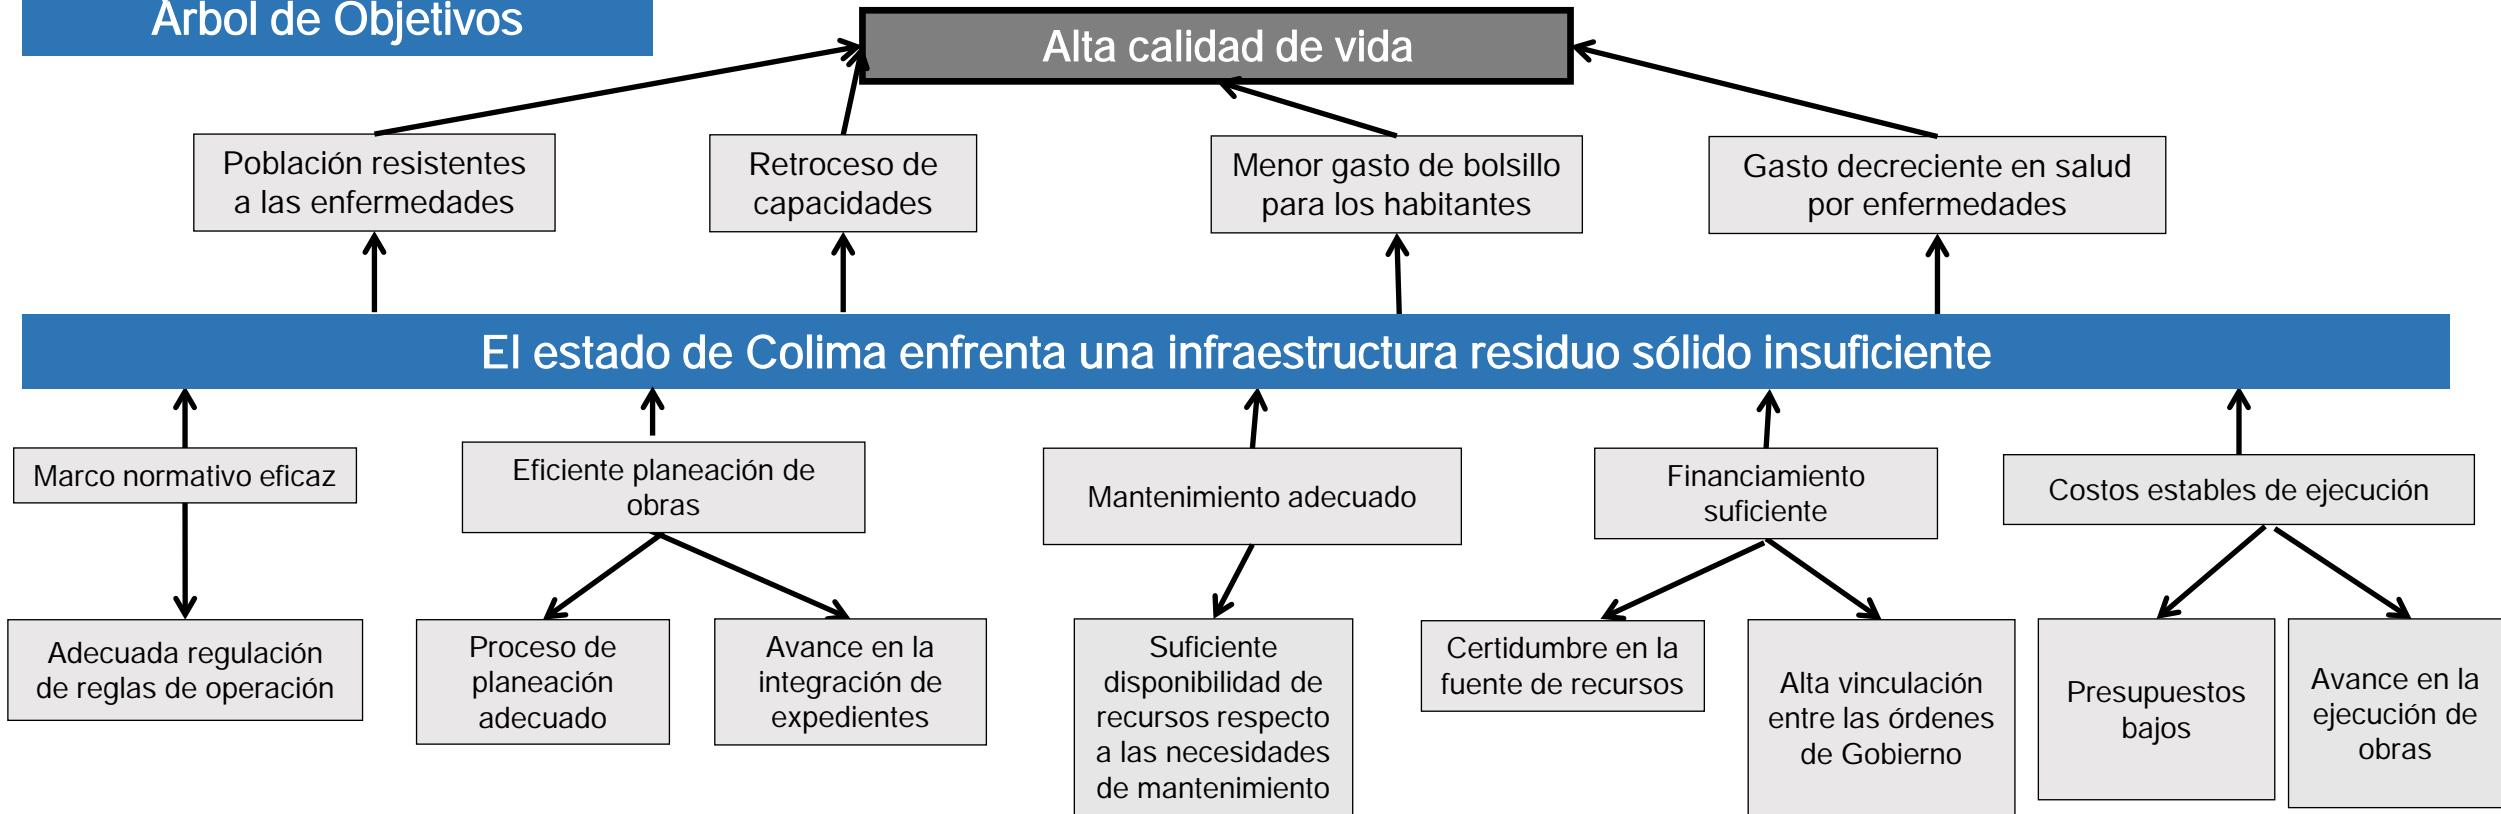 Árbol de Objetivos
Alta calidad de vida
Población resistentes
a las enfermedades
Retroceso de
capacidades
Menor gasto de bolsillo
para los habitantes
Gasto decreciente en salud
por enfermedades
El estado de Colima enfrenta una infraestructura residuo sólido insuficiente
Marco normativo eficaz
Eficiente planeación de
obras
Mantenimiento adecuado
Financiamiento
suficiente
Costos estables de ejecución
Adecuada regulación
de reglas de operación
Proceso de
planeación
adecuado
Avance en la
integración de
expedientes
Suficiente
disponibilidad de
recursos respecto
a las necesidades
de mantenimiento
Certidumbre en la
fuente de recursos
Alta vinculación
entre las órdenes
de Gobierno
Presupuestos
bajos
Avance en la
ejecución de
obras